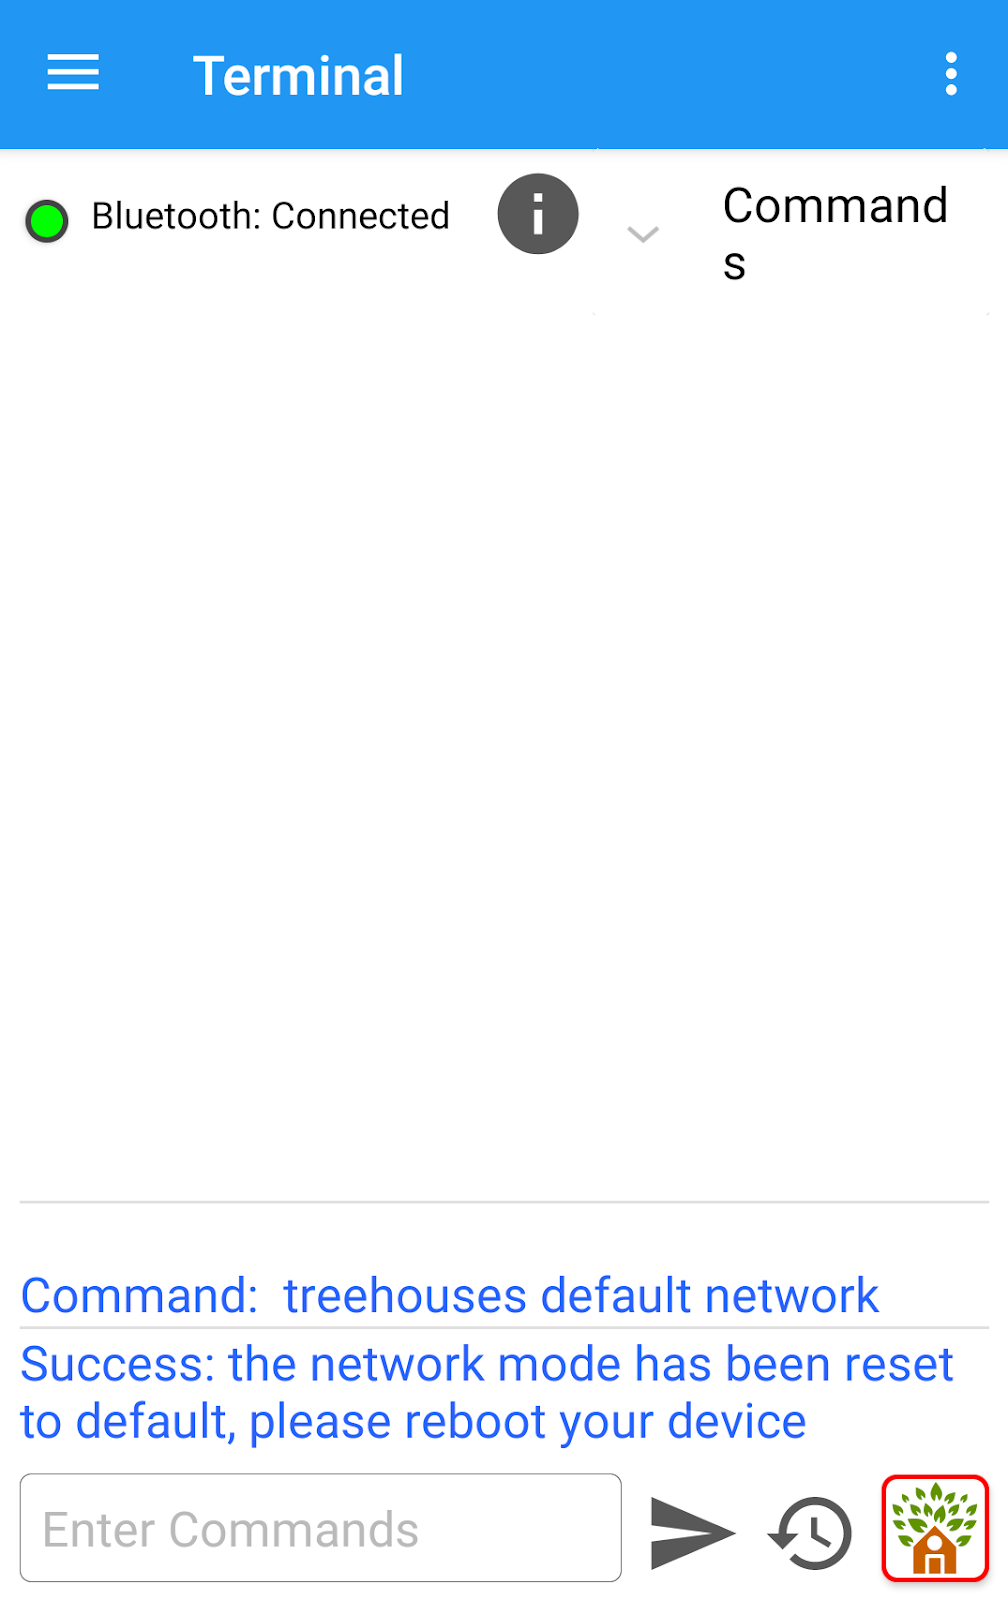 Terminal
Bluetooth: Connected
Command
s
Command:  treehouses default network
Success: the network mode has been reset
to default, please reboot your device
Enter Commands